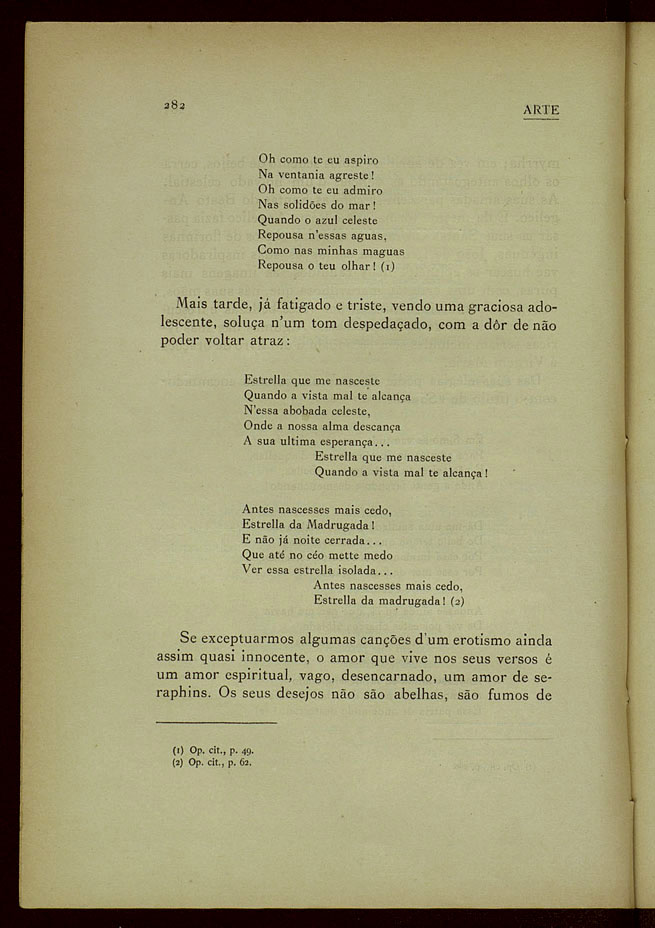 282
ARTE
Oh como te eu aspiro
Na ventania agreste!
Oh como te eu admiro
Nas solidões do mar!
Quando o azul celeste
Repousa n'essas aguas,
Como nas minhas maguas
Repousa o teu olhar! (1)
Mais tarde, já fatigado e triste, vendo uma graciosa ado-
lescente, soluça n'um tom despedaçado, com a dôr de não
poder voltar atraz:
Estrella que me nasceste
Quando a vista mal te alcança
N'essa abobada celeste,
Onde a nossa alma descança
A sua ultima esperança...
Estrella que me nasceste
Quando a vista mal te alcança!
Antes nascesses mais cedo,
Estrella da Madrugada!
E não já noite cerrada...
Que até no céo mette medo
Ver essa estrella isolada...
Antes nascesses mais cedo,
Estrella da madrugada! (2)
Se exceptuarmos algumas canções d'um erotismo ainda
assim quasi innocente, o amor que vive nos seus versos é
um amor espiritual, vago, desencarnado, um amor de se-
raphins. Os seus desejos não são abelhas, são fumos de
(1) Op. cit., p. 49.
(2) Op. cit., p. 62.